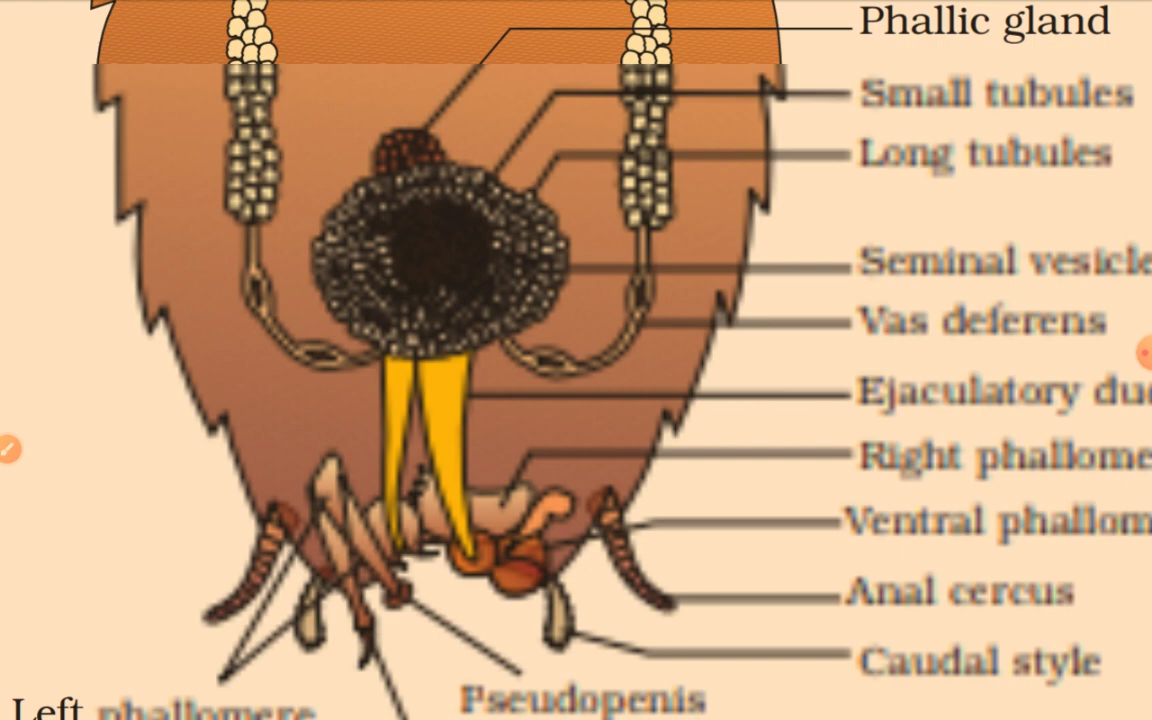 Phallic gland
Small tubules
Long tubules
Seminal vesicle
Vas deferens
Ejaculatory du
Right phallome
Ventral phallom
Anal cercus
Caudal style
Pseudopenis
Left phallomere